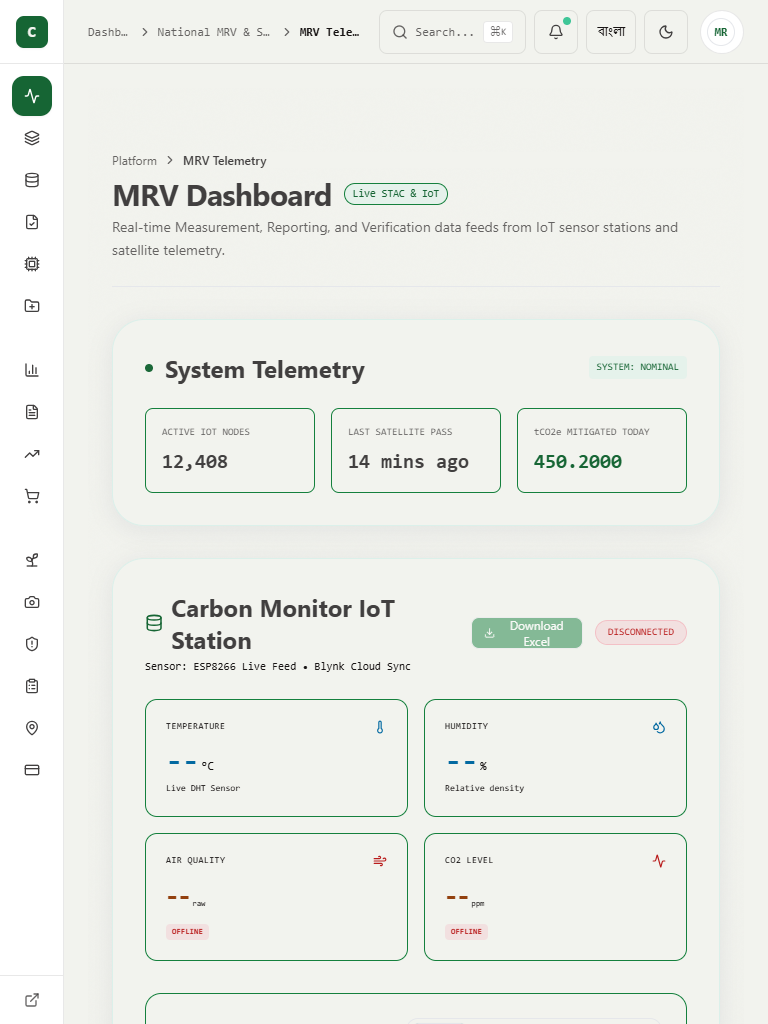 C
Dashb…
National MRV & S…
MRV Tele…
Search...
⌘K
বাংলা
MR
Platform
MRV Telemetry
MRV Dashboard
Live STAC & IoT
Real-time Measurement, Reporting, and Verification data feeds from IoT sensor stations and
satellite telemetry.
System Telemetry
SYSTEM: NOMINAL
ACTIVE IOT NODES
12,408
LAST SATELLITE PASS
14 mins ago
tCO2e MITIGATED TODAY
450.2000
Carbon Monitor IoT
Station
Download
Excel
DISCONNECTED
Sensor: ESP8266 Live Feed • Blynk Cloud Sync
TEMPERATURE
-- °C
Live DHT Sensor
HUMIDITY
-- %
Relative density
AIR QUALITY
-- raw
OFFLINE
CO2 LEVEL
-- ppm
OFFLINE